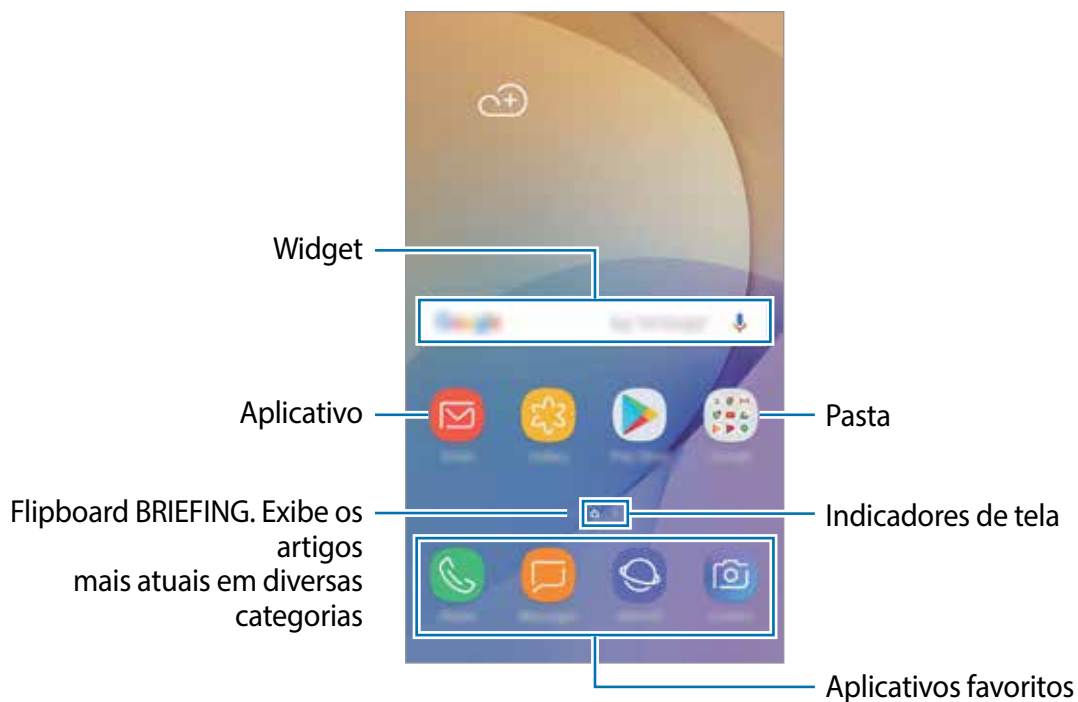 Widget
Aplicativo
Pasta
Flipboard BRIEFING. Exibe os
artigos
mais atuais em diversas
categorias
Indicadores de tela
Aplicativos favoritos